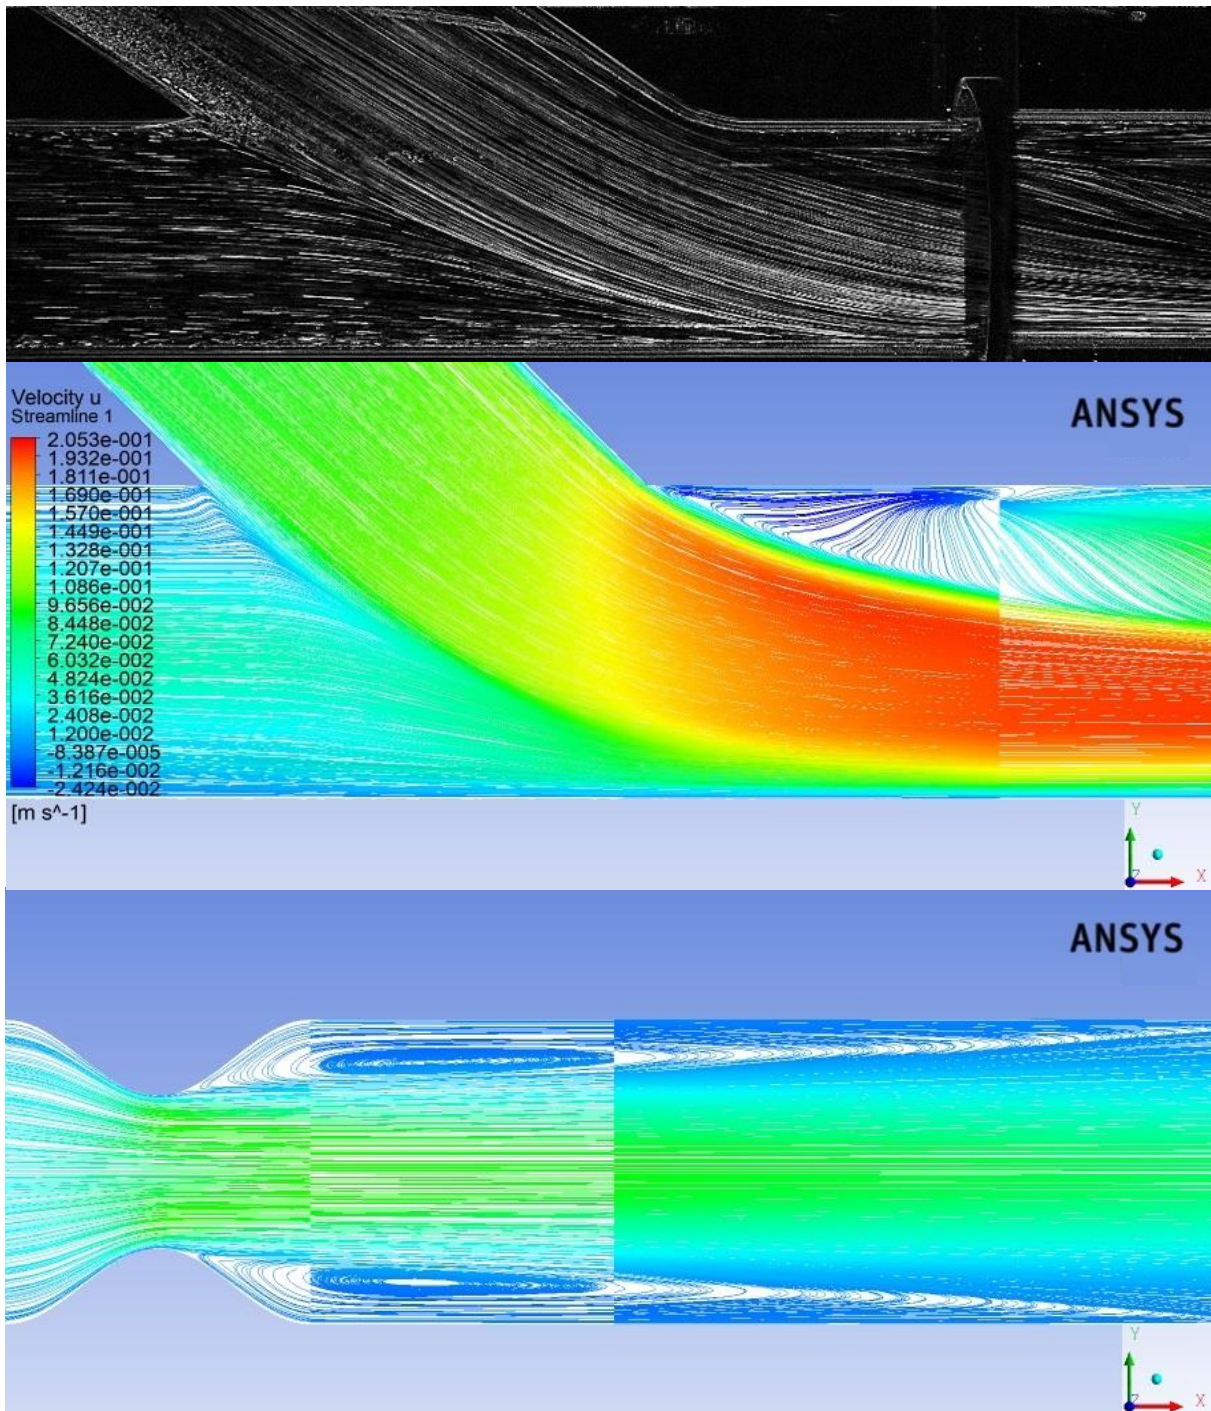 ANSYS
Velocity u
Streamline 1
2.053e-001
1.932e-001
1.811e-001
1.690e-001
1.570e-001
1.449e-001
1.328e-001
1.207e-001
1.086e-001
9.656e-002
8.448e-002
7.240e-002
6.032e-002
4.824e-002
3.616e-002
2.408e-002
1.200e-002
-8.387e-005
-1.216e-002
-2.424e-002
[m s^-1]
Y
Z
X
ANSYS
Y
Z
X